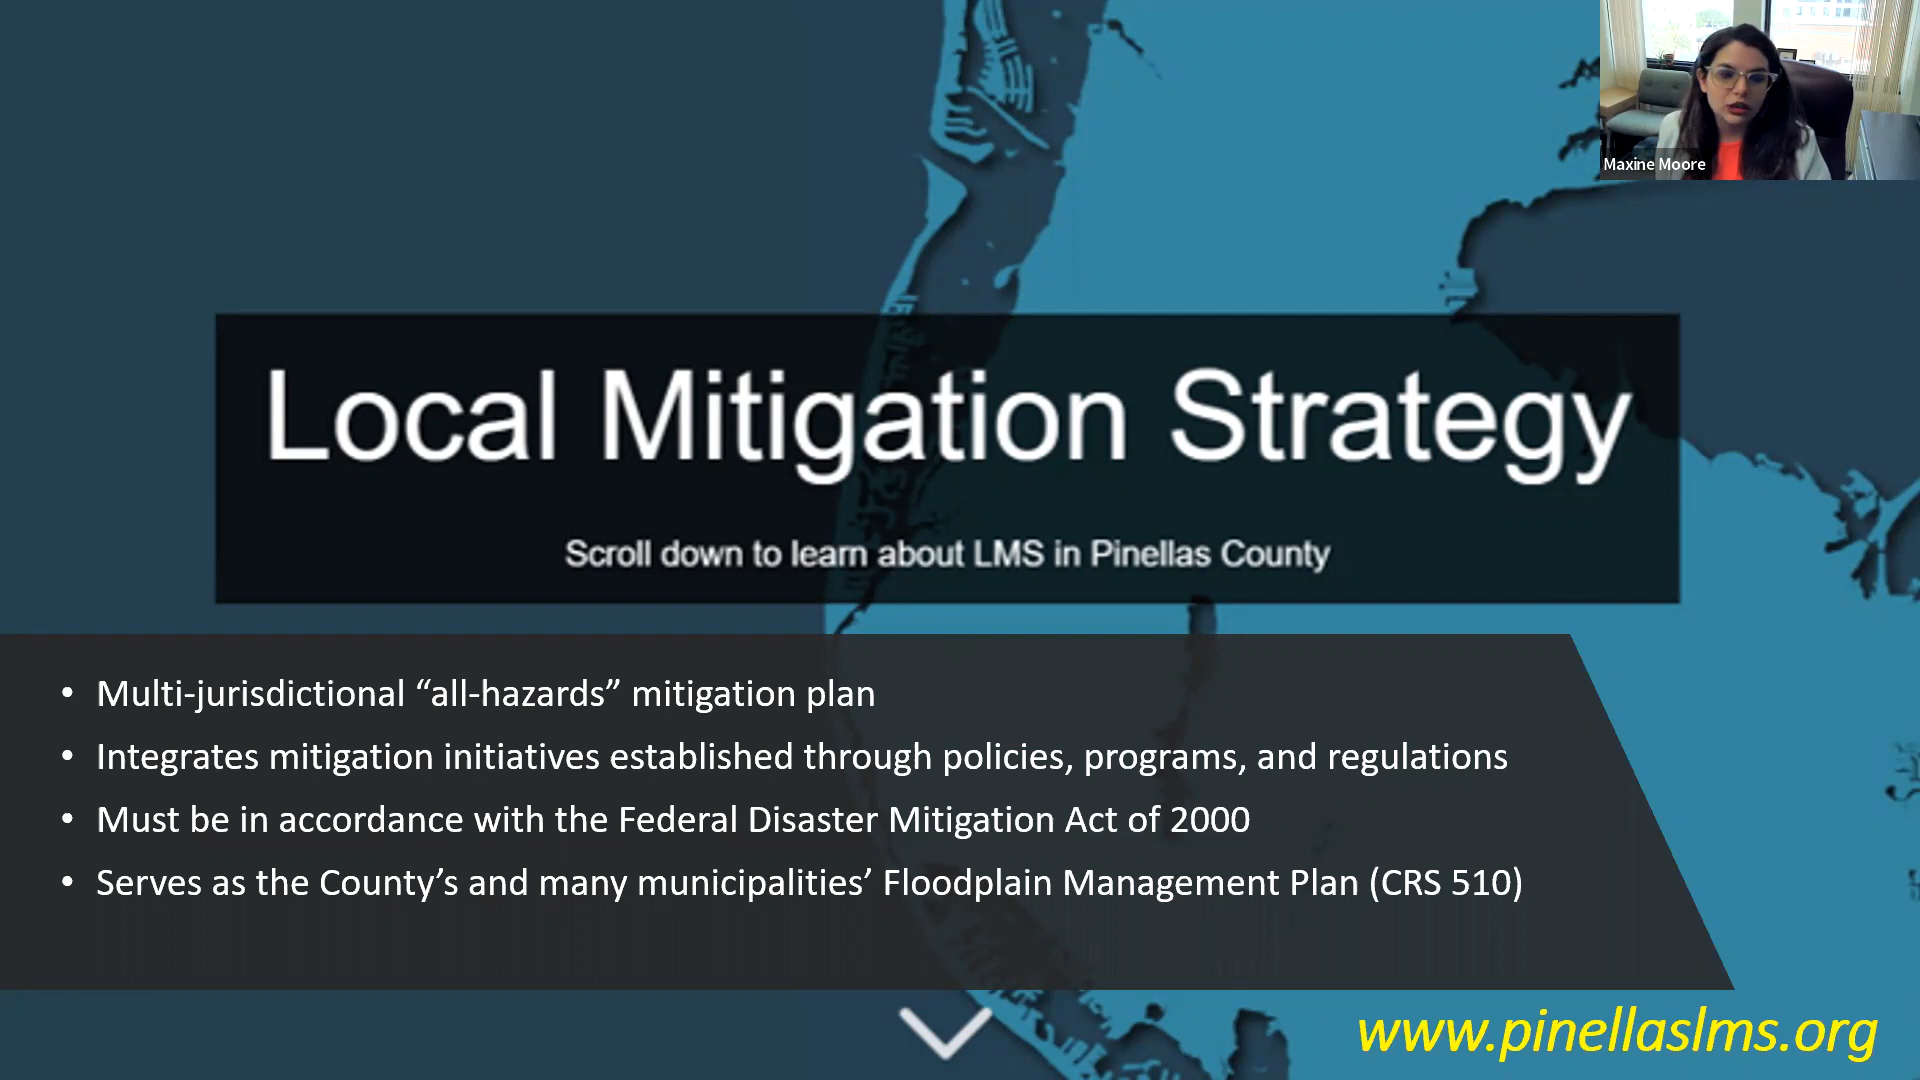 Maxine Moore
Local Mitigation Strategy
Scroll down to learn about LMS in Pinellas County
• Multi-jurisdictional “all-hazards” mitigation plan
• Integrates mitigation initiatives established through policies, programs, and regulations
• Must be in accordance with the Federal Disaster Mitigation Act of 2000
• Serves as the County’s and many municipalities’ Floodplain Management Plan (CRS 510)
www.pinellaslms.org